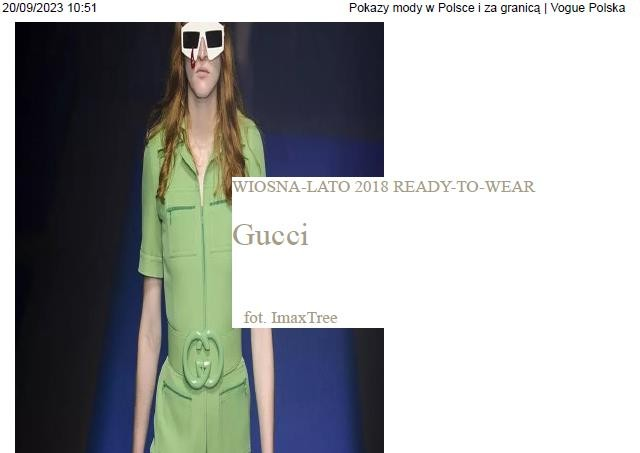 20/09/2023 10:51
Pokazy mody w Polsce i za granicą | Vogue Polska
WIOSNA-LATO 2018 READY-TO-WEAR
Gucci
fot. ImaxTree